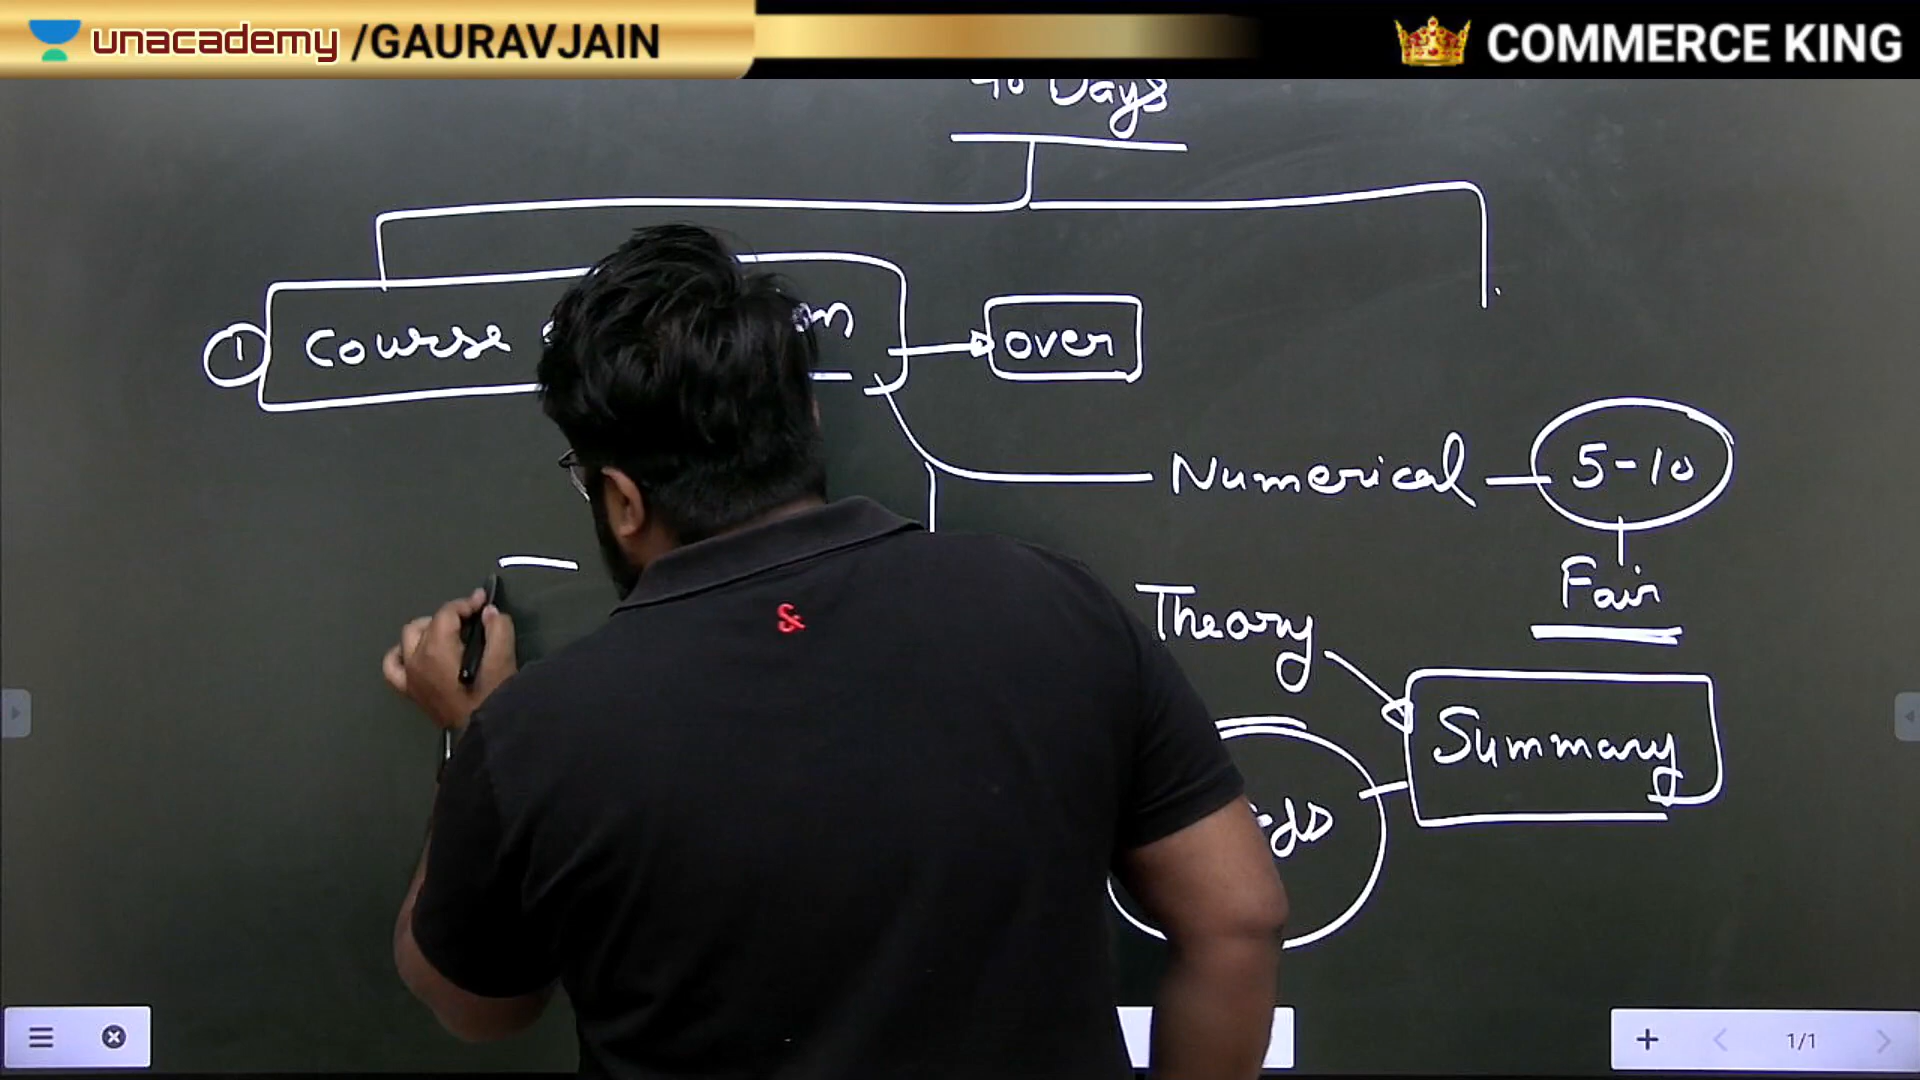 unacademy /GAURAVJAIN
COMMERCE KING
Days
1 Course
over
Numerical - 5-10
Fair
Theory
Summary
&
1/1